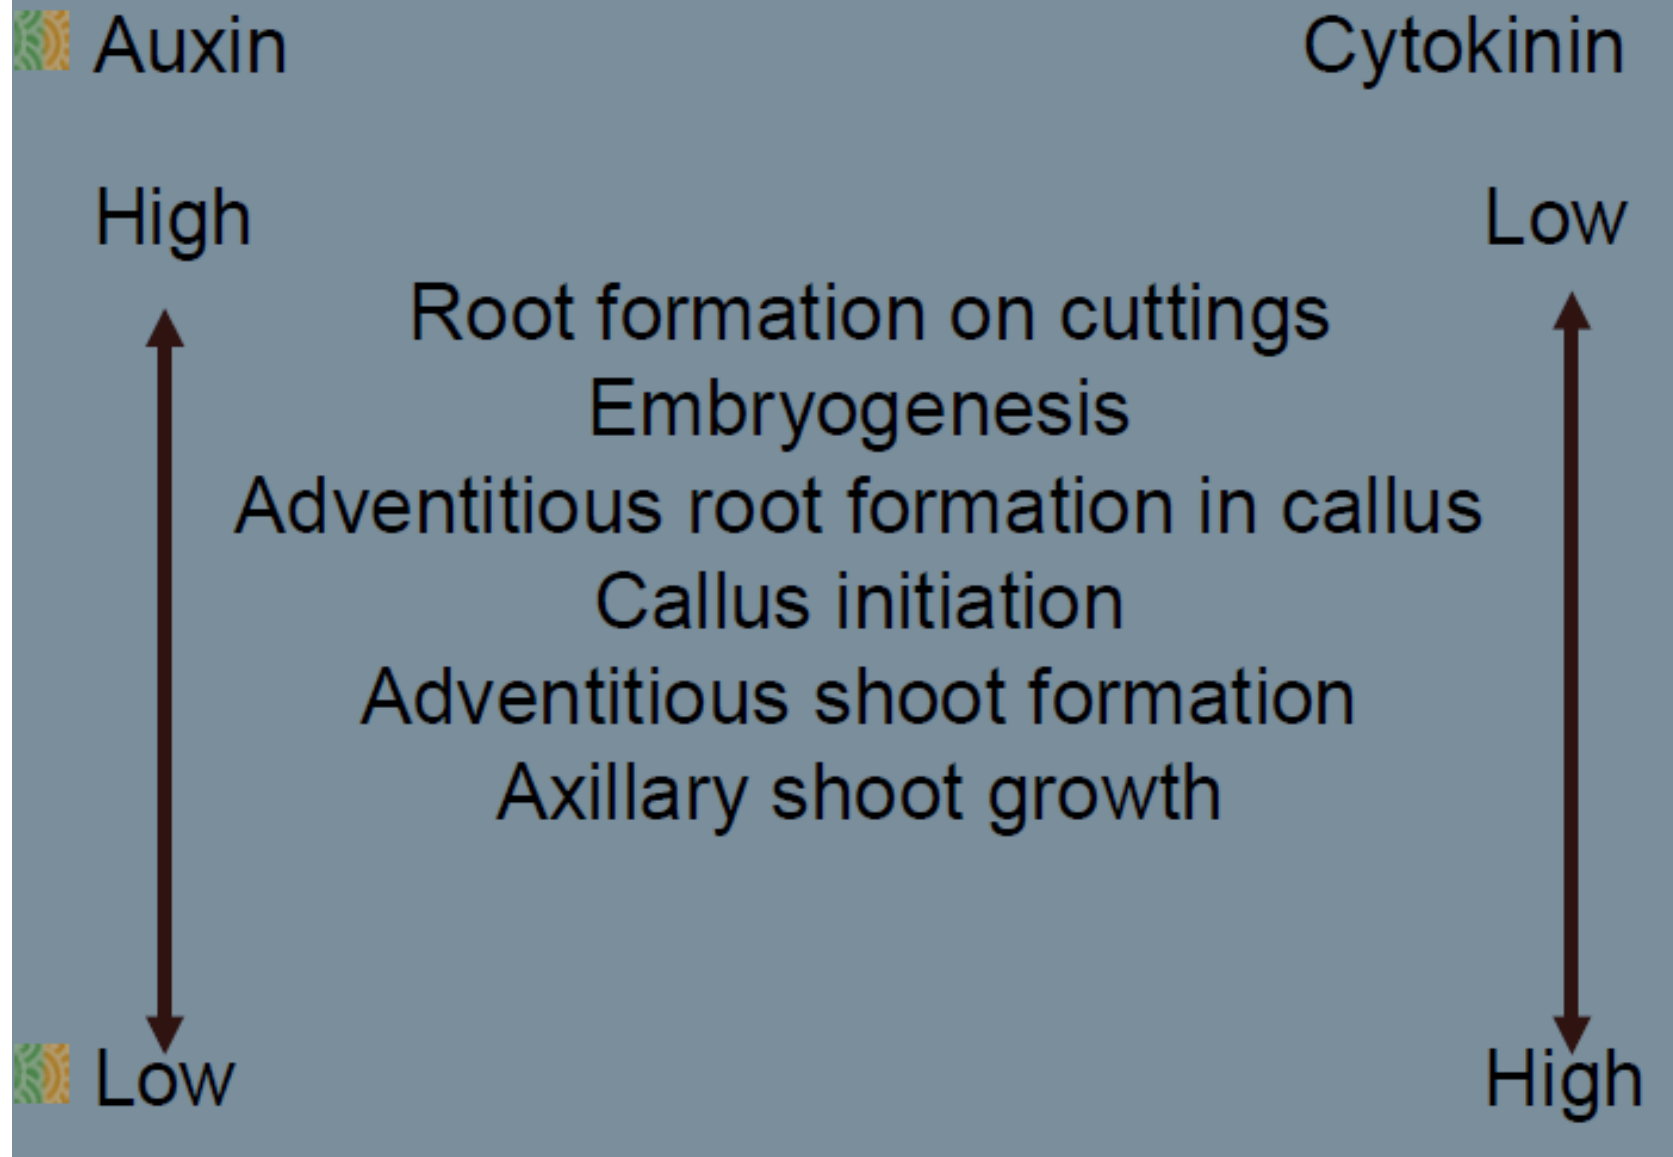 Auxin Cytokinin
High Low
Root formation on cuttings
Embryogenesis
Adventitious root formation in callus
Callus initiation
Adventitious shoot formation
Axillary shoot growth
Low High